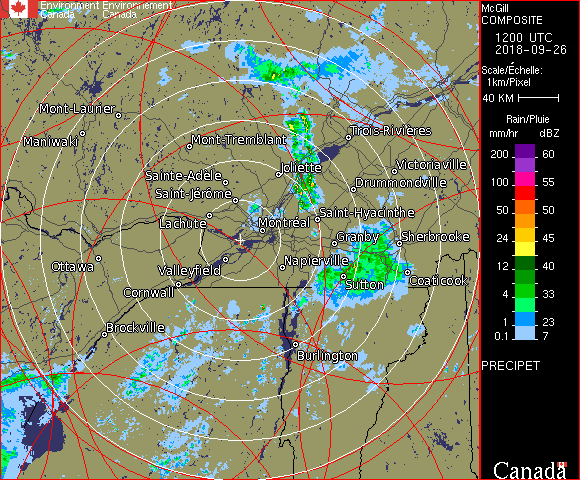 Environment Environnement
Canada Canada
McGill
COMPOSITE
1200 UTC
2018-09-26
Scale/Échelle:
1km/Pixel
40 KM
Rain/Pluie
mm/hr dBZ
200 60
100 55
50 50
24 45
12 40
4 33
1 23
0.1 7
PRECIPET
Canada
Mont-Laurier
Maniwaki
Mont-Tremblant
Trois-Rivières
Joliette
Victoriaville
Sainte-Adèle
Drummondville
Saint-Jérôme
Lachute
Saint-Hyacinthe
Montréal
Granby
Sherbrooke
Ottawa
Valleyfield
Napierville
Coaticook
Sutton
Cornwall
Brockville
Burlington